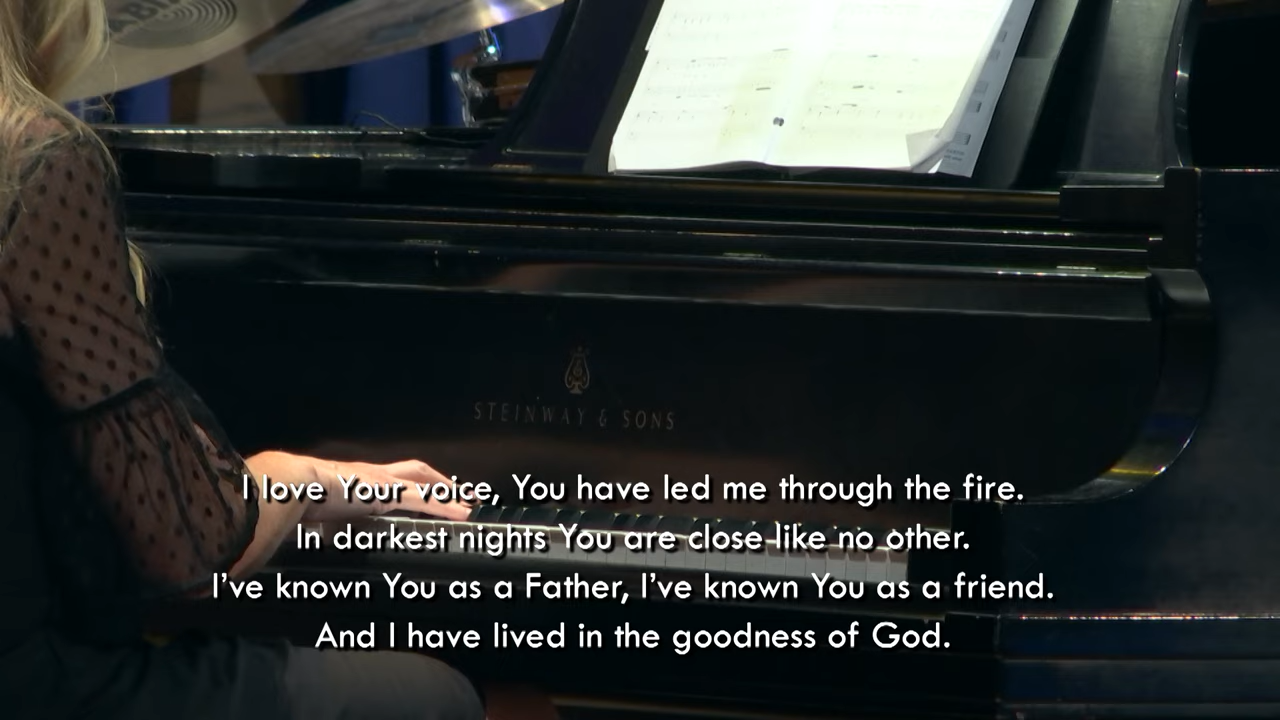 ABIA
STEINWAY & SONS
I love Your voice, You have led me through the fire.
In darkest nights You are close like no other.
I've known You as a Father, I've known You as a friend.
And I have lived in the goodness of God.